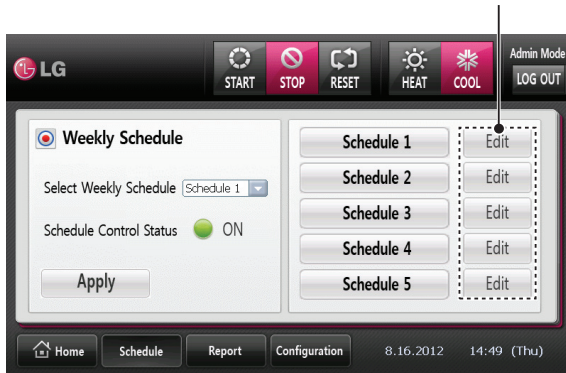 LG
START STOP RESET HEAT COOL
Admin Mode
LOG OUT
Weekly Schedule
Select Weekly Schedule Schedule 1
Schedule Control Status ON
Apply
Schedule 1 Edit
Schedule 2 Edit
Schedule 3 Edit
Schedule 4 Edit
Schedule 5 Edit
Home Schedule Report Configuration 8.16.2012 14:49 (Thu)